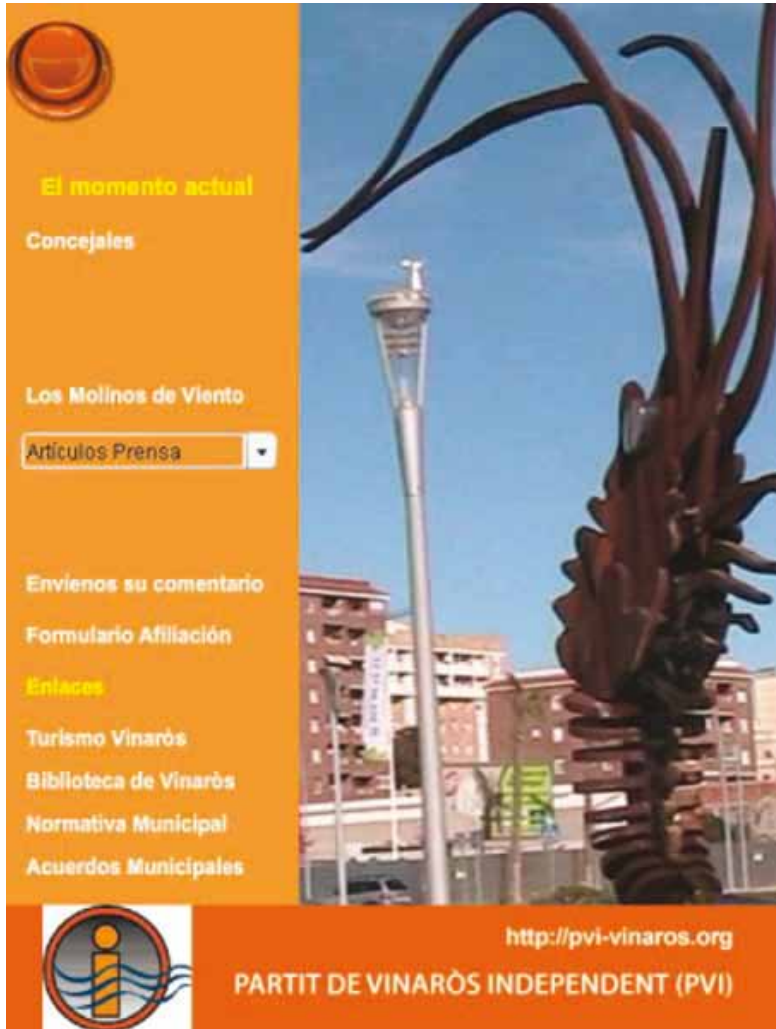 El momento actual
Concejales
Los Molinos de Viento
Artículos Prensa
Envíenos su comentario
Formulario Afiliación
Enlaces
Turismo Vinaròs
Biblioteca de Vinaròs
Normativa Municipal
Acuerdos Municipales
http://pvi-vinaros.org
PARTIT DE VINARÒS INDEPENDENT (PVI)